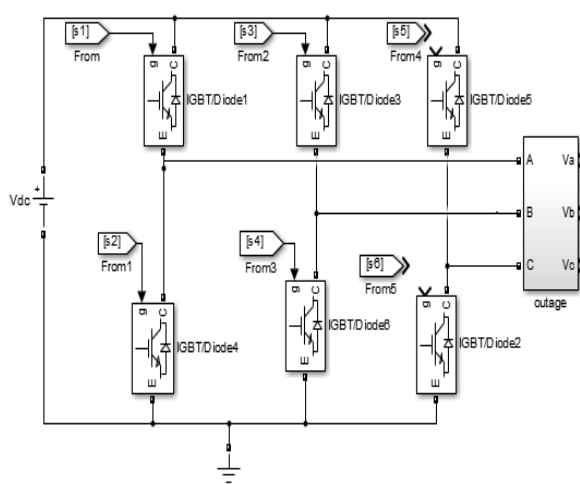 [s1]
From
[s3]
From2
[s5]
From4
g
C
E
IGBT/Diode1
g
C
E
IGBT/Diode3
g
C
E
IGBT/Diode5
Vdc
+
A
Va
B
Vb
C
Vc
outage
[s2]
From1
[s4]
From3
[s6]
From5
g
C
E
IGBT/Diode4
g
C
E
IGBT/Diode6
g
C
E
IGBT/Diode2